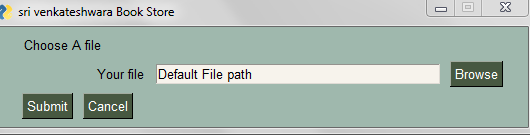 sri venkateshwara Book Store
Choose A file
Your file Default File path Browse
Submit Cancel